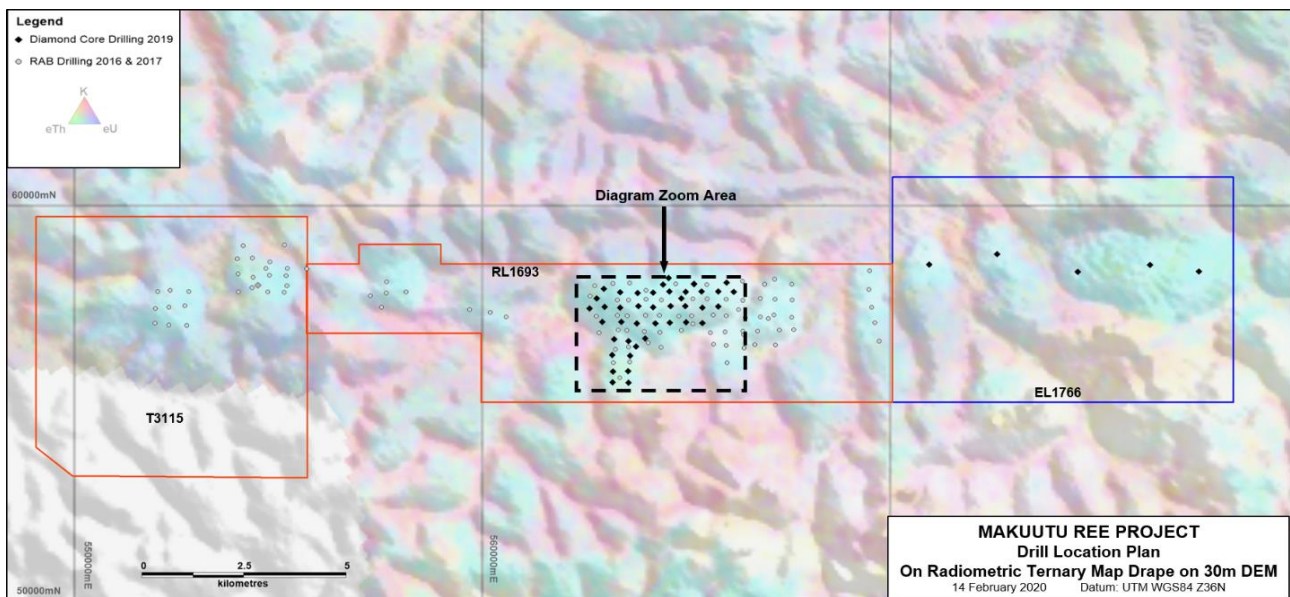 Legend
Diamond Core Drilling 2019
RAB Drilling 2016 & 2017
K
eTh
eU
60000mN
Diagram Zoom Area
RL1693
T3115
EL1766
550000mE
560000mE
0 2.5 5
kilometres
50000mN
MAKUUTU REE PROJECT
Drill Location Plan
On Radiometric Ternary Map Drape on 30m DEM
14 February 2020 Datum: UTM WGS84 Z36N